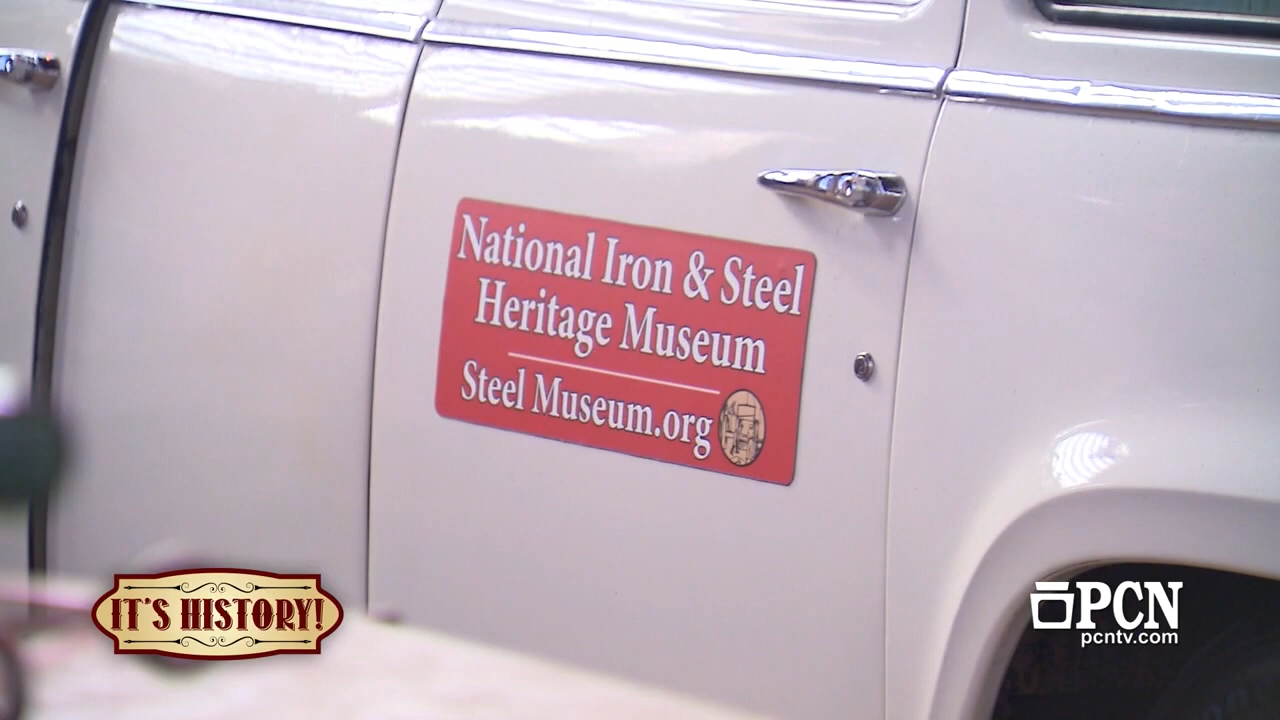 National Iron & Steel
Heritage Museum
Steel Museum.org
IT'S HISTORY!
PCN
pcntv.com